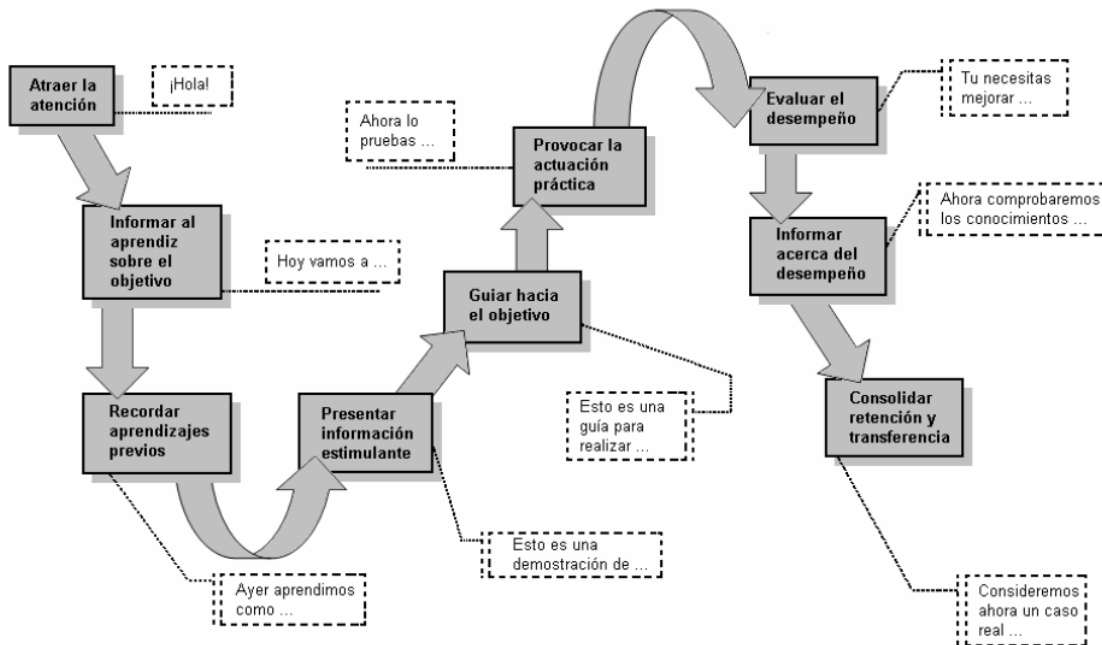 Atraer la
atención
¡Hola!
Informar al
aprendiz
sobre el
objetivo
Hoy vamos a ...
Recordar
aprendizajes
previos
Ayer aprendimos
como ...
Presentar
información
estimulante
Esto es una
demostración de ...
Guiar hacia
el objetivo
Esto es una
guía para
realizar ...
Provocar la
actuación
práctica
Ahora lo
pruebas ...
Evaluar el
desempeño
Tu necesitas
mejorar ...
Informar
acerca del
desempeño
Ahora comprobaremos
los conocimientos ...
Consolidar
retención y
transferencia
Consideremos
ahora un caso
real ...